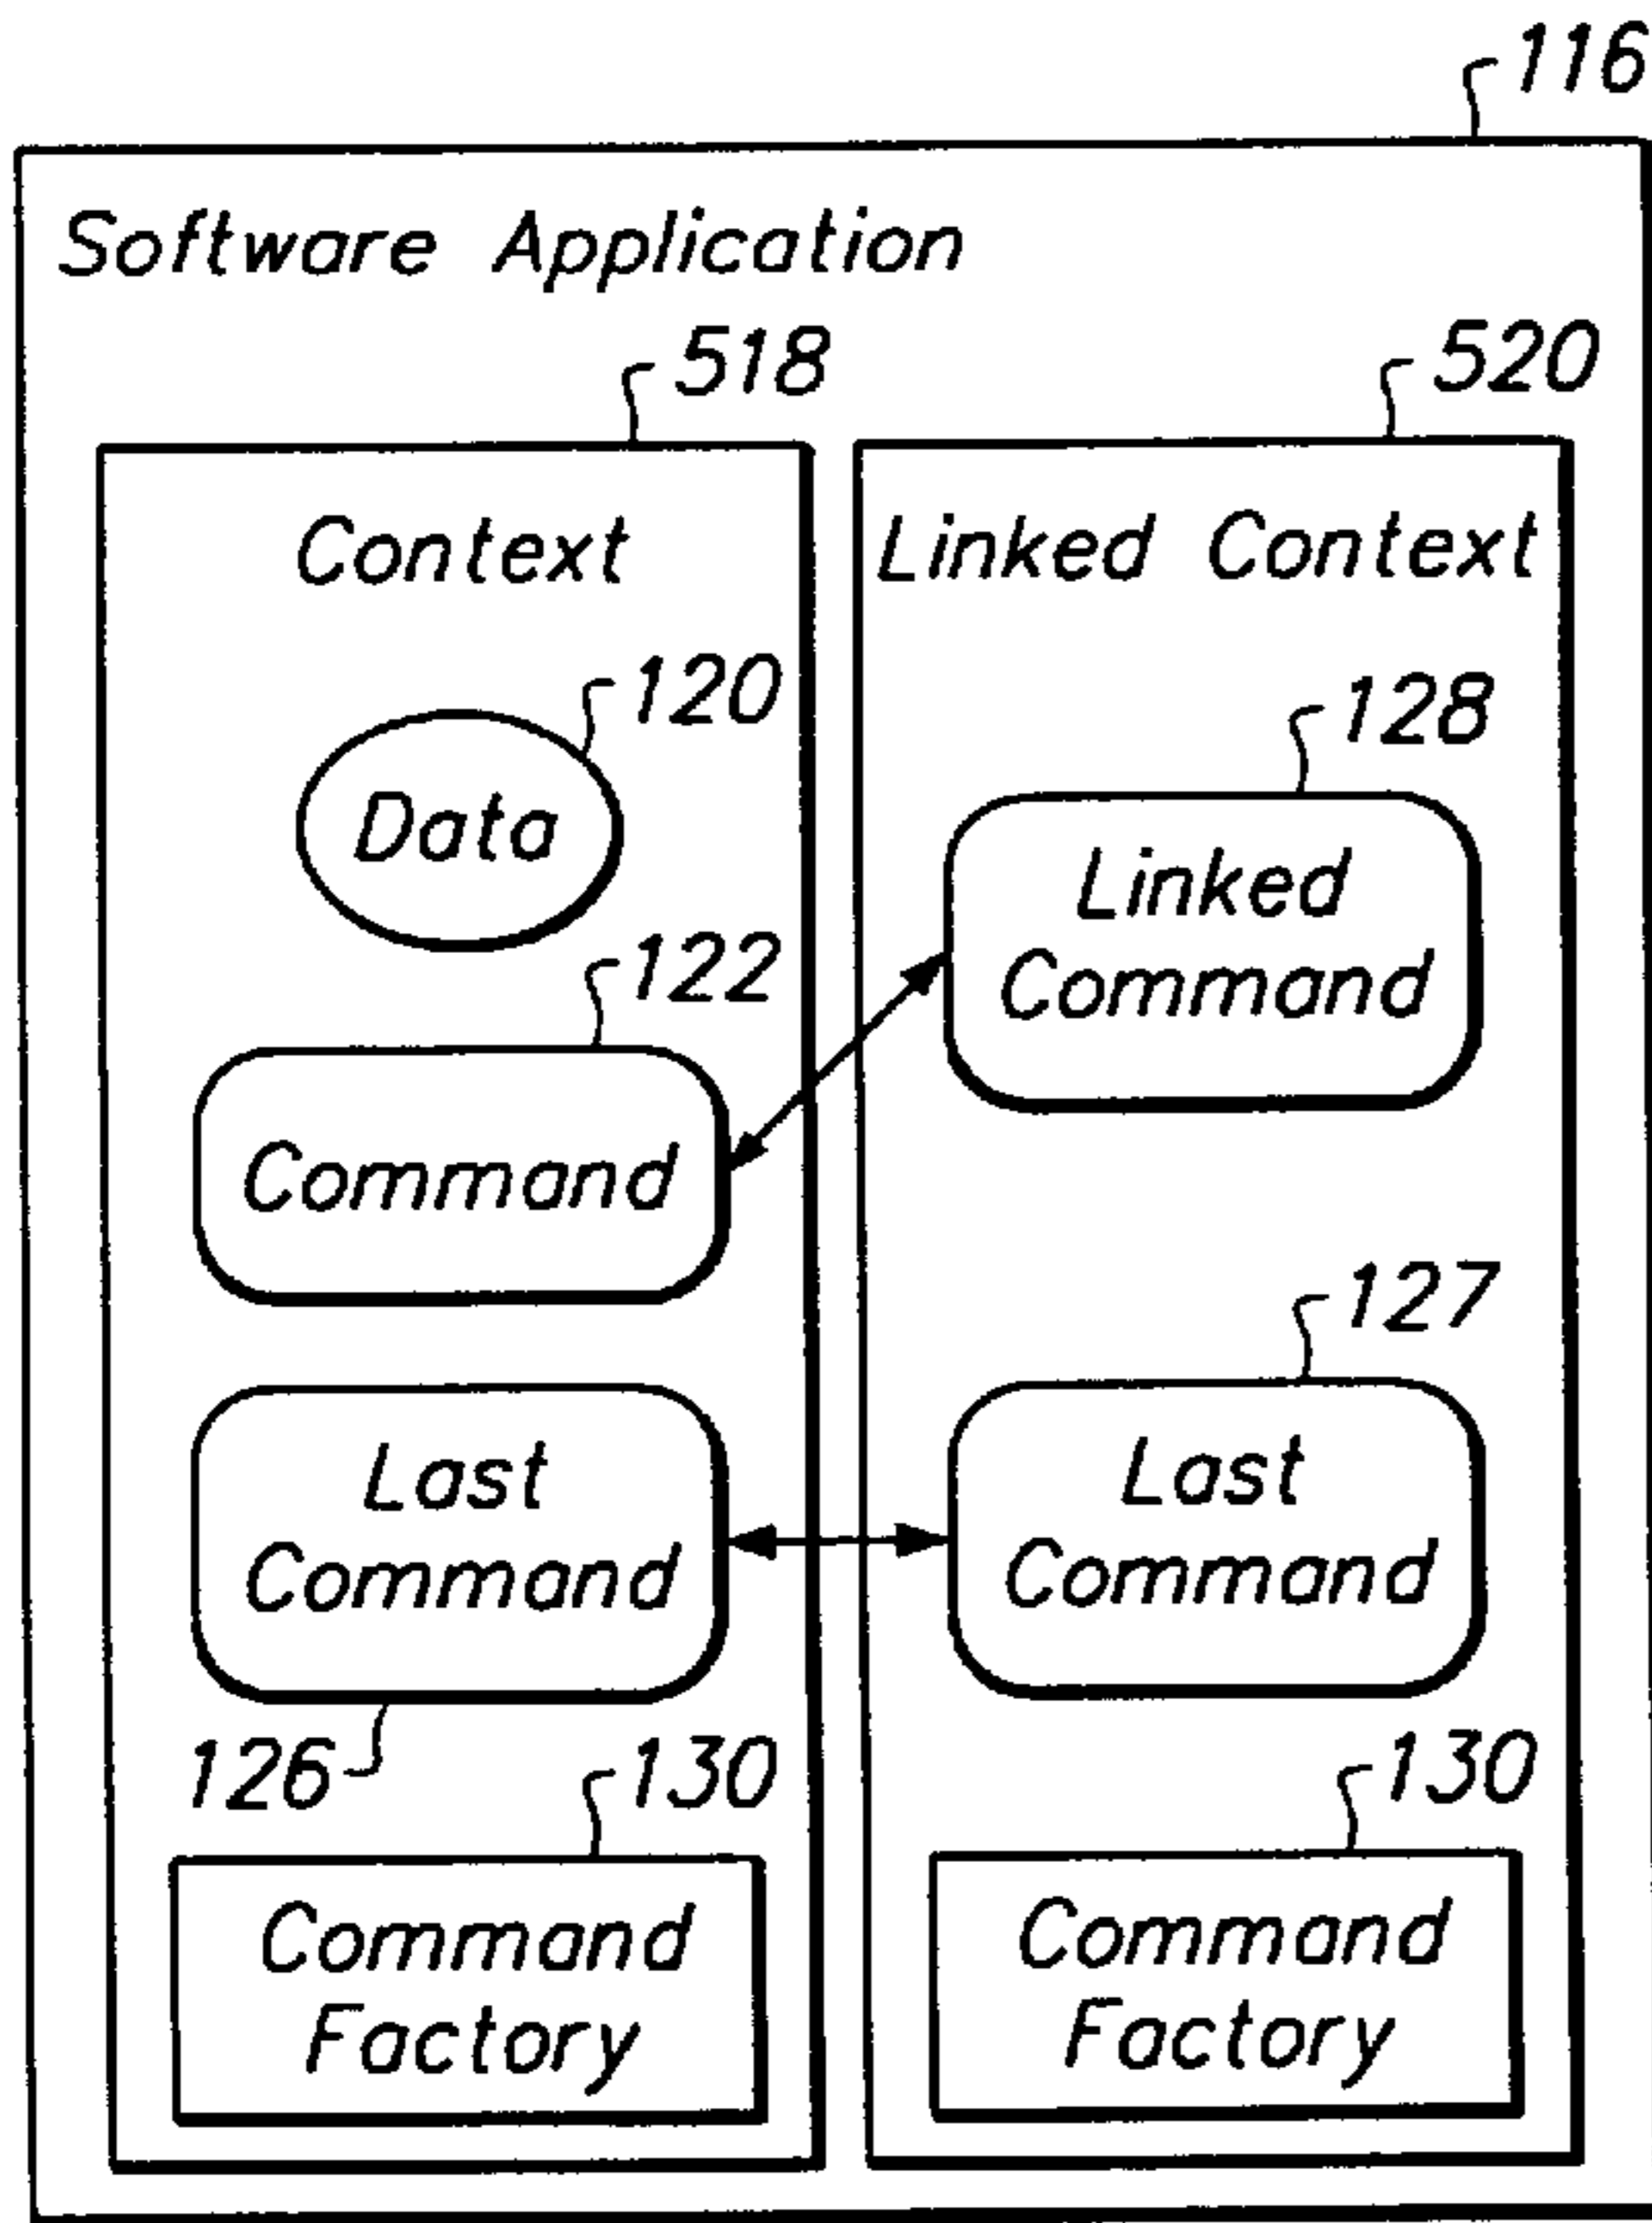 116
Software Application
518
520
Context
Linked Context
120
128
Data
Linked
Command
122
Command
127
Last
Command
Last
Command
126
130
130
Command
Factory
Command
Factory